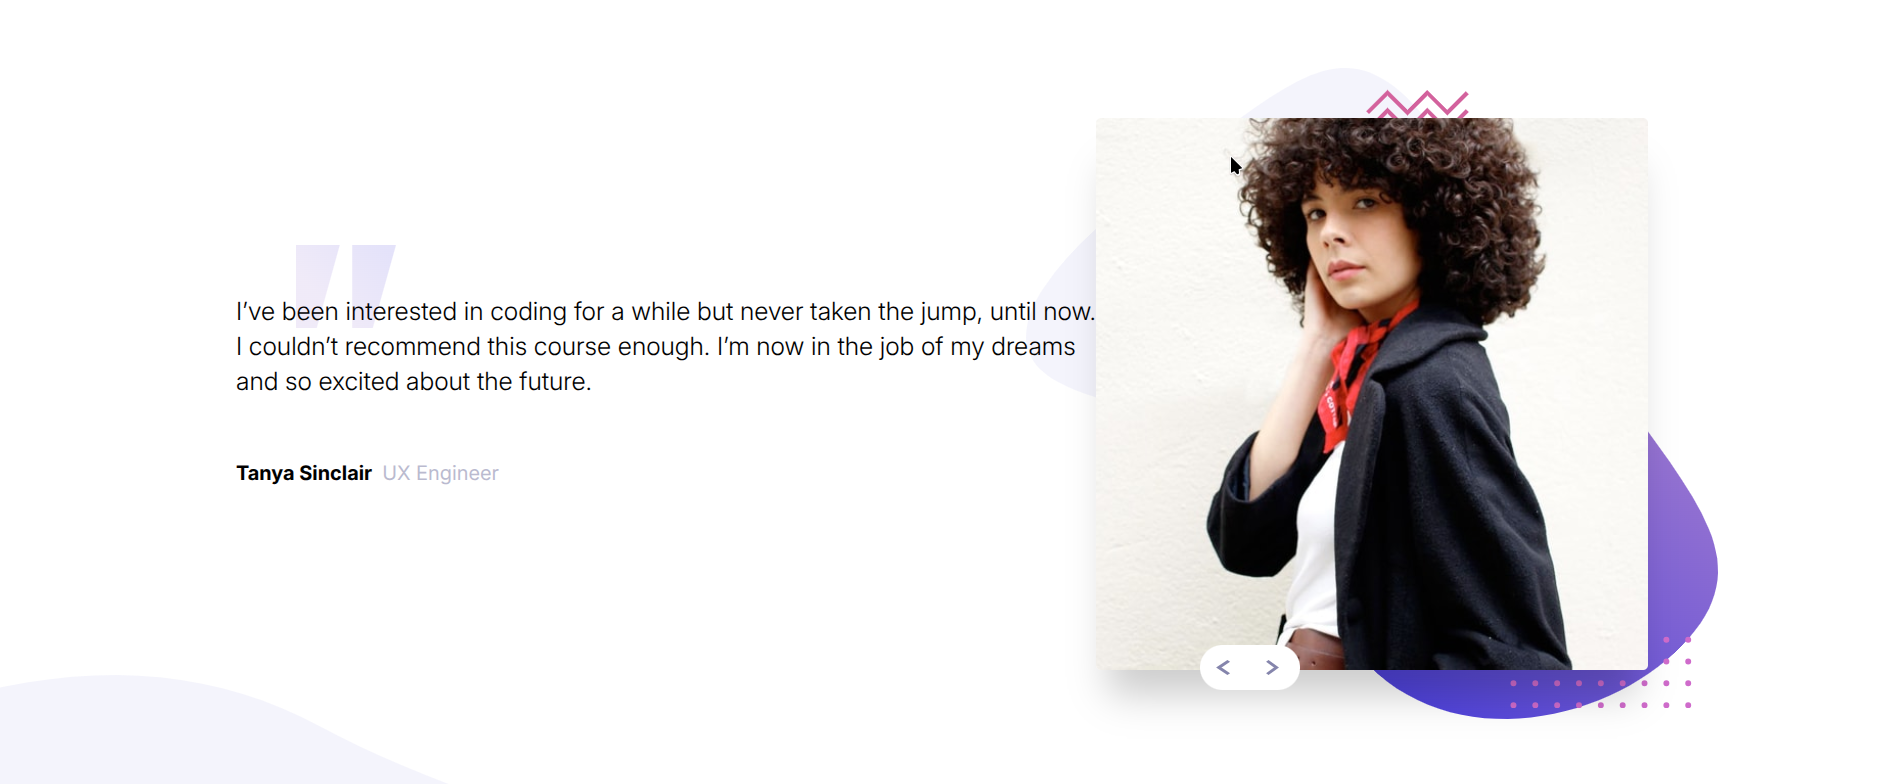 I’ve been interested in coding for a while but never taken the jump, until now.
I couldn’t recommend this course enough. I’m now in the job of my dreams
and so excited about the future.
Tanya Sinclair UX Engineer